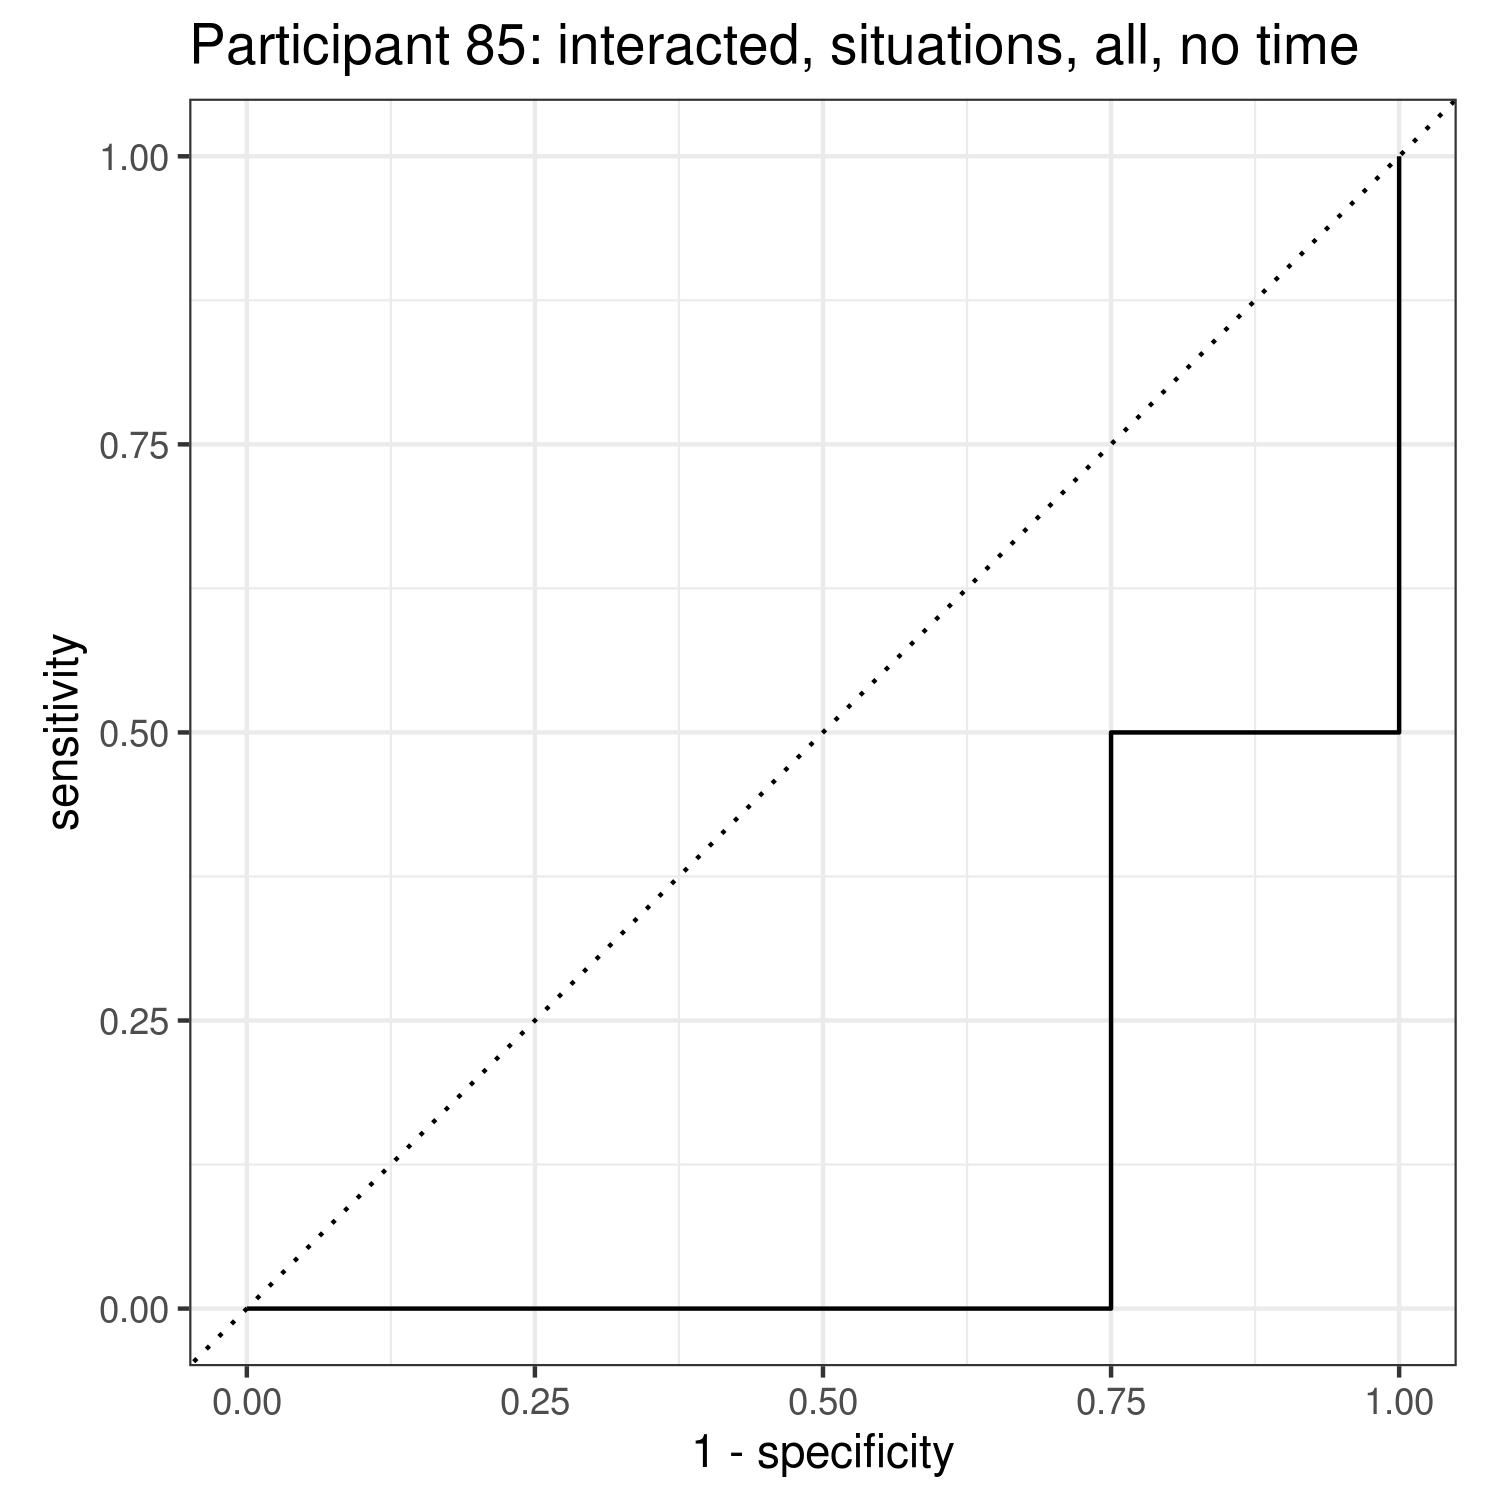 Participant 85: interacted, situations, all, no time
1.00
0.75
0.50
0.25
0.00
sensitivity
0.00 0.25 0.50 0.75 1.00
1 - specificity